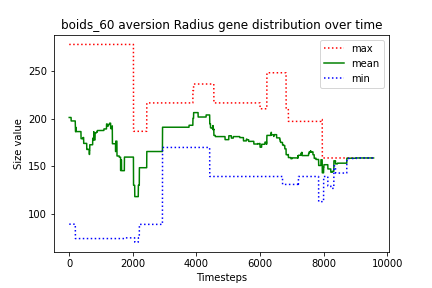 boids_60 aversion Radius gene distribution over time
max
mean
min
Size value
250
200
150
100
0
2000
4000
6000
8000
10000
Timesteps